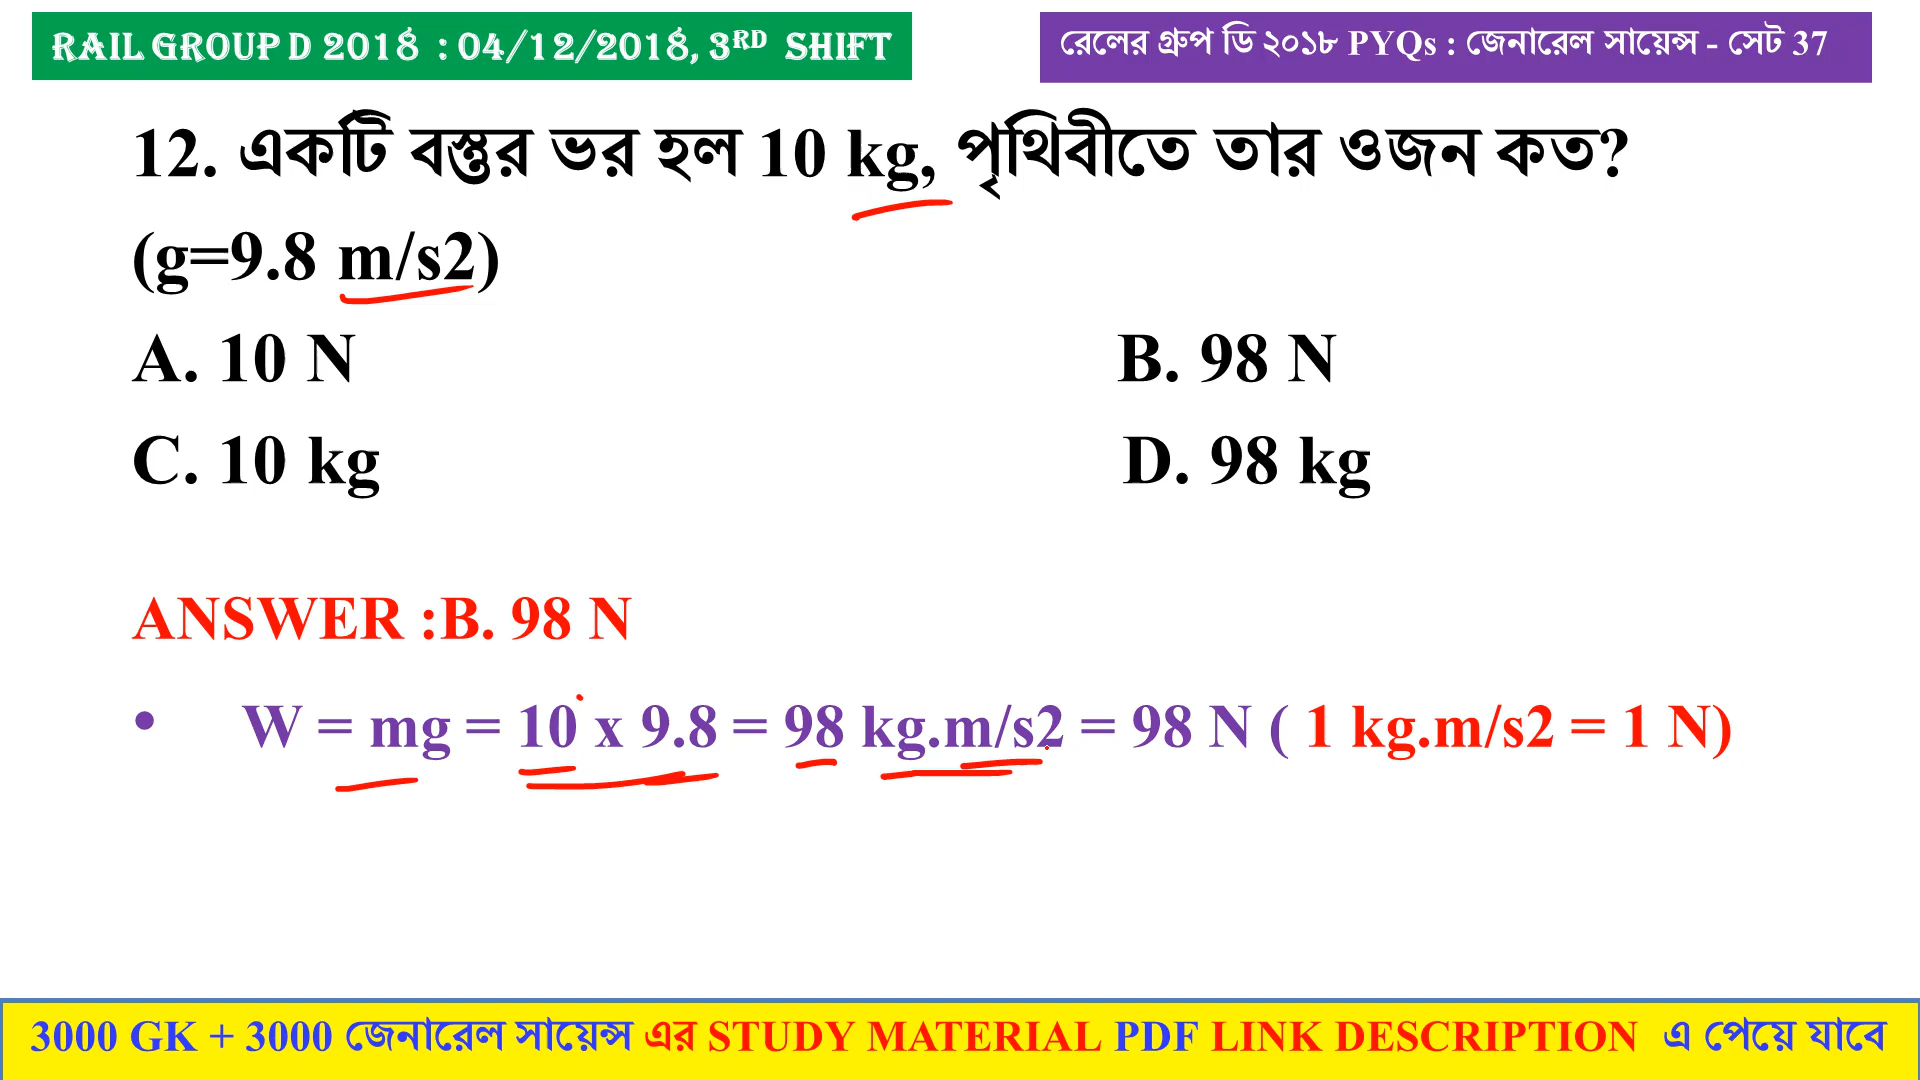 RAIL GROUP D 2018 : 04/12/2018, 3RD SHIFT
রেলের গ্রুপ ডি ২০১৮ PYQs : জেনারেল সায়েন্স - সেট 37
12. একটি বস্তুর ভর হল 10 kg, পৃথিবীতে তার ওজন কত?
(g=9.8 m/s2)
A. 10 N B. 98 N
C. 10 kg D. 98 kg
ANSWER :B. 98 N
• W = mg = 10 x 9.8 = 98 kg.m/s2 = 98 N ( 1 kg.m/s2 = 1 N)
3000 GK + 3000 জেনারেল সায়েন্স এর STUDY MATERIAL PDF LINK DESCRIPTION এ পেয়ে যাবে